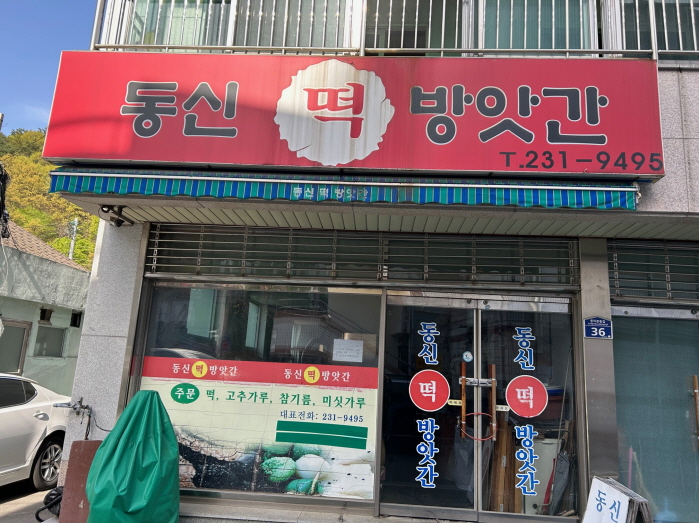 동신 떡 방앗간
T.231-9495
동신 떡 방앗간
동신 떡 방앗간
동신 떡 방앗간
주문 떡, 고추가루, 참기름, 미싯가루
대표전화: 231-9495
동신 떡 방앗간
동신 떡 방앗간
36
동신